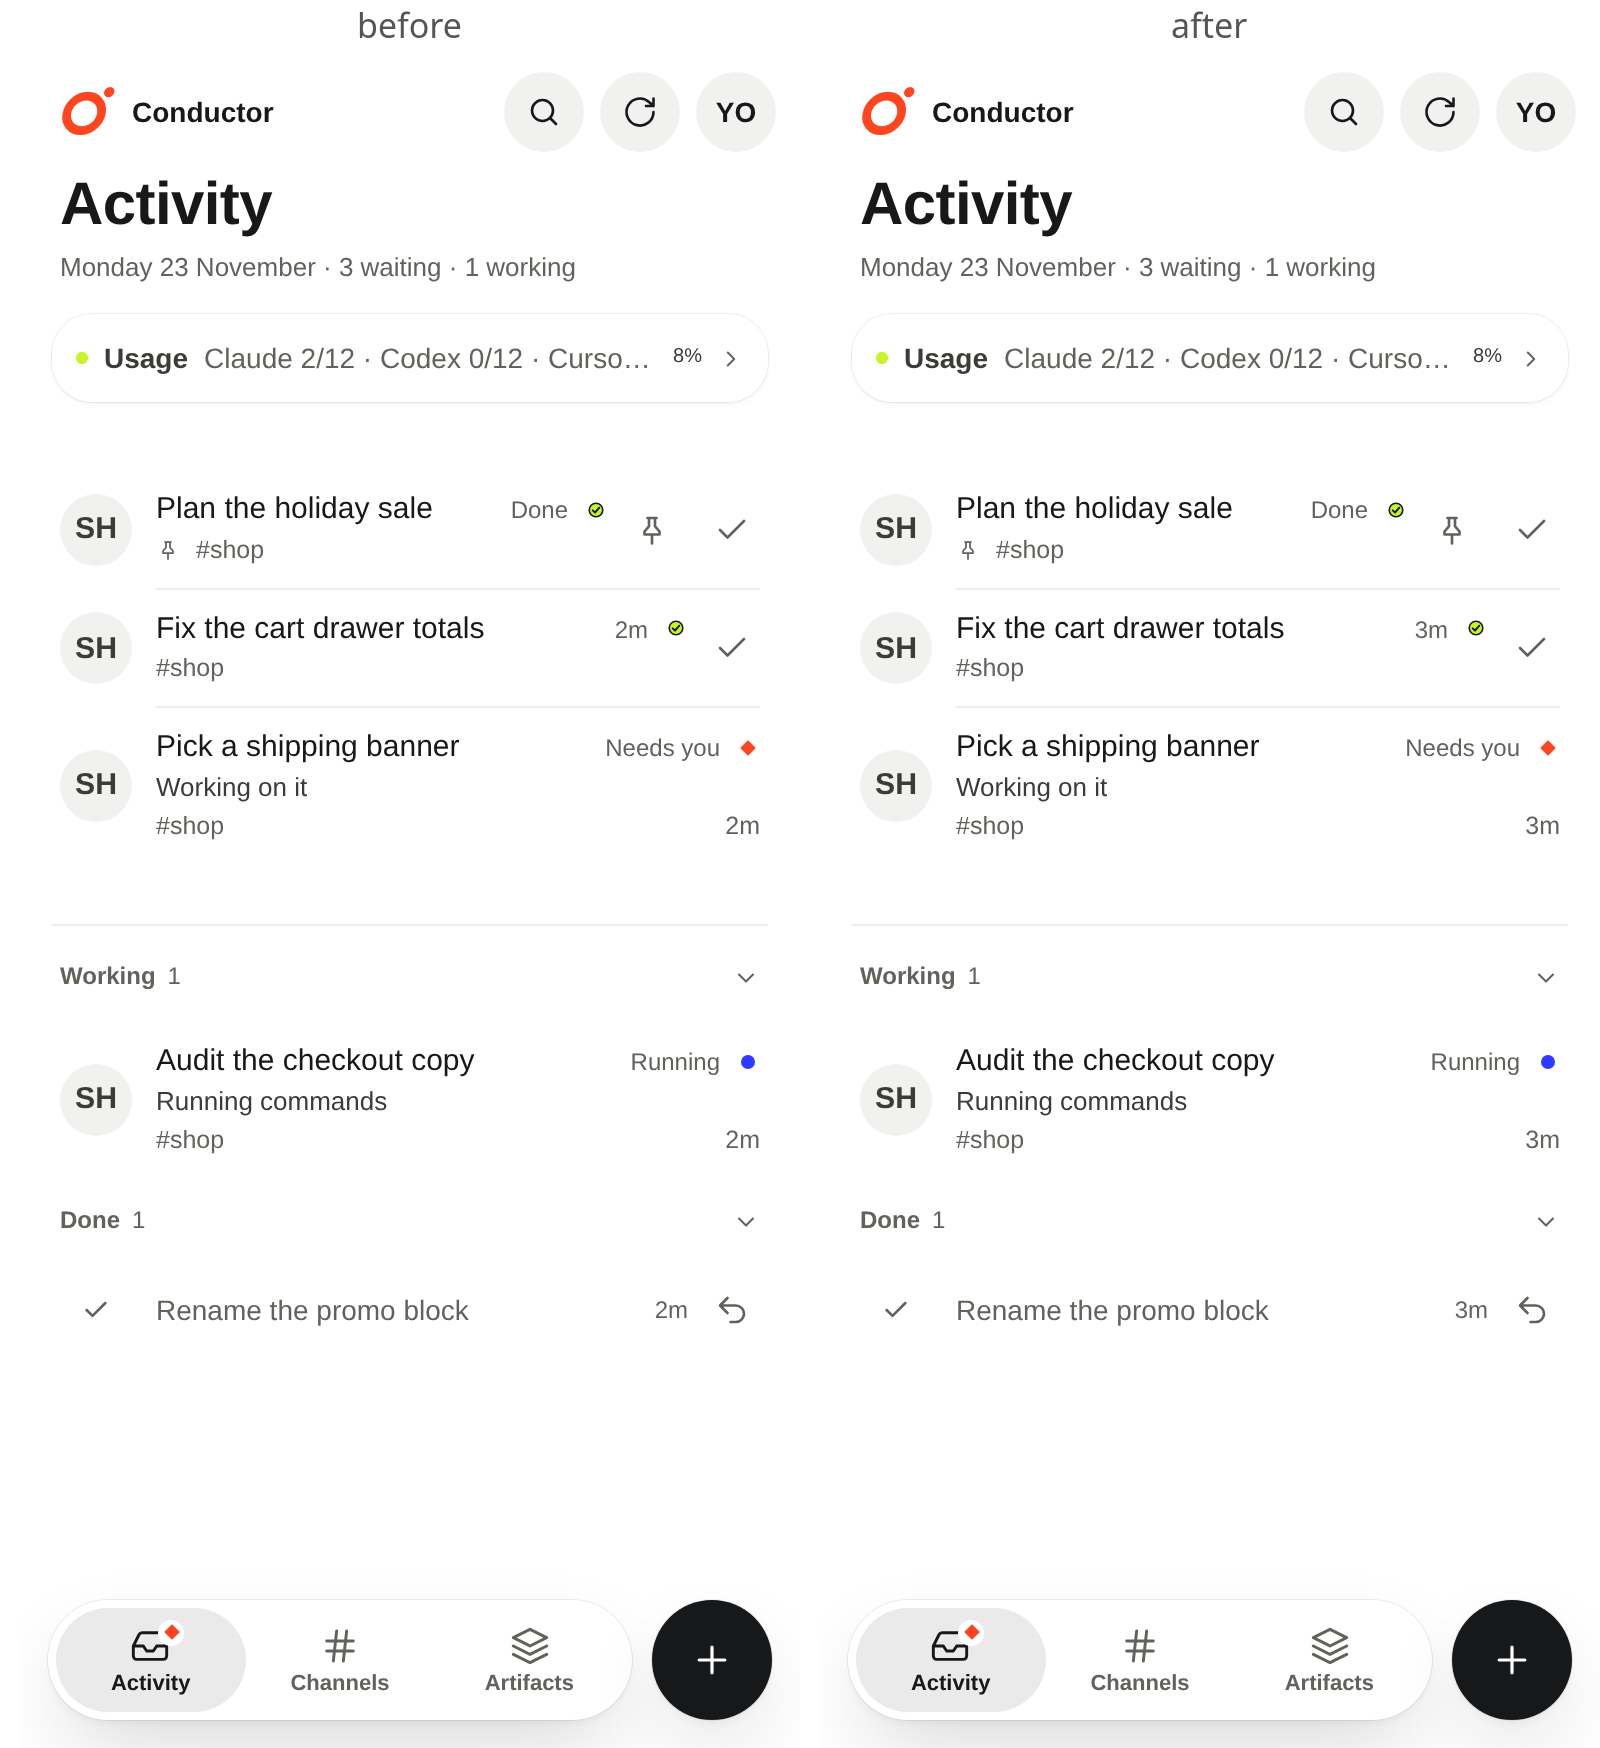 before
Conductor
YO
Activity
Monday 23 November · 3 waiting · 1 working
Usage Claude 2/12 · Codex 0/12 · Curso… 8%
SH
Plan the holiday sale Done
#shop
SH
Fix the cart drawer totals 2m
#shop
SH
Pick a shipping banner Needs you
Working on it
#shop 2m
Working 1
SH
Audit the checkout copy Running
Running commands
#shop 2m
Done 1
Rename the promo block 2m
Activity Channels Artifacts
after
Conductor
YO
Activity
Monday 23 November · 3 waiting · 1 working
Usage Claude 2/12 · Codex 0/12 · Curso… 8%
SH
Plan the holiday sale Done
#shop
SH
Fix the cart drawer totals 3m
#shop
SH
Pick a shipping banner Needs you
Working on it
#shop 3m
Working 1
SH
Audit the checkout copy Running
Running commands
#shop 3m
Done 1
Rename the promo block 3m
Activity Channels Artifacts